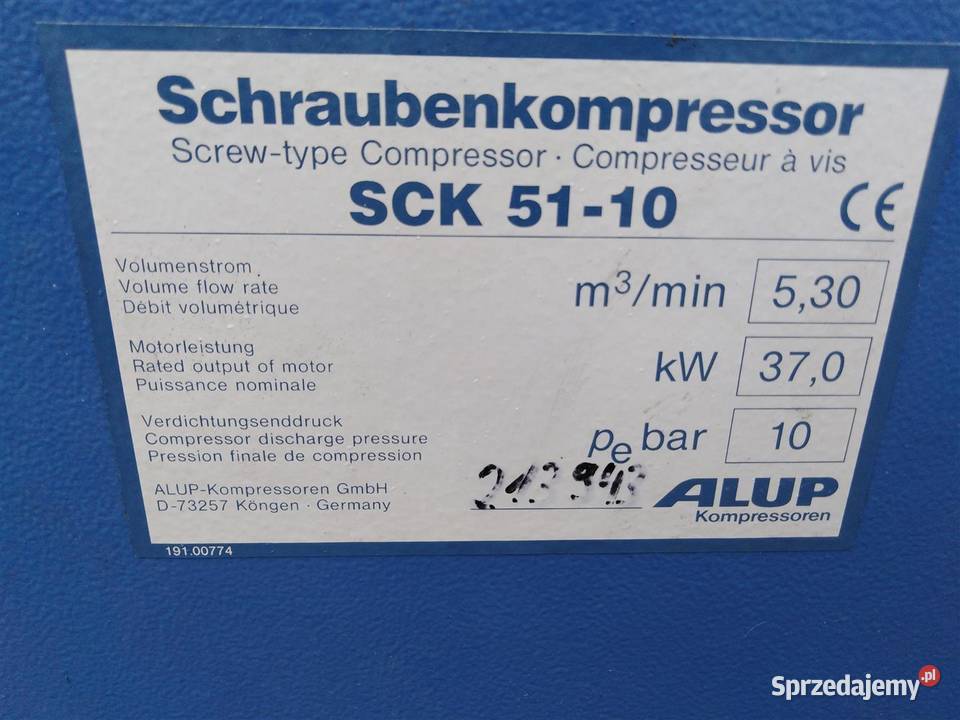 Schraubenkompressor
Screw-type Compressor · Compresseur à vis
SCK 51-10
CE
Volumenstrom
Volume flow rate
Débit volumétrique
m³/min 5,30
Motorleistung
Rated output of motor
Puissance nominale
kW 37,0
Verdichtungsenddruck
Compressor discharge pressure
Pression finale de compression
pe bar 10
ALUP-Kompressoren GmbH
D-73257 Köngen · Germany
ALUP
Kompressoren
191.00774
Sprzedajemy.pl